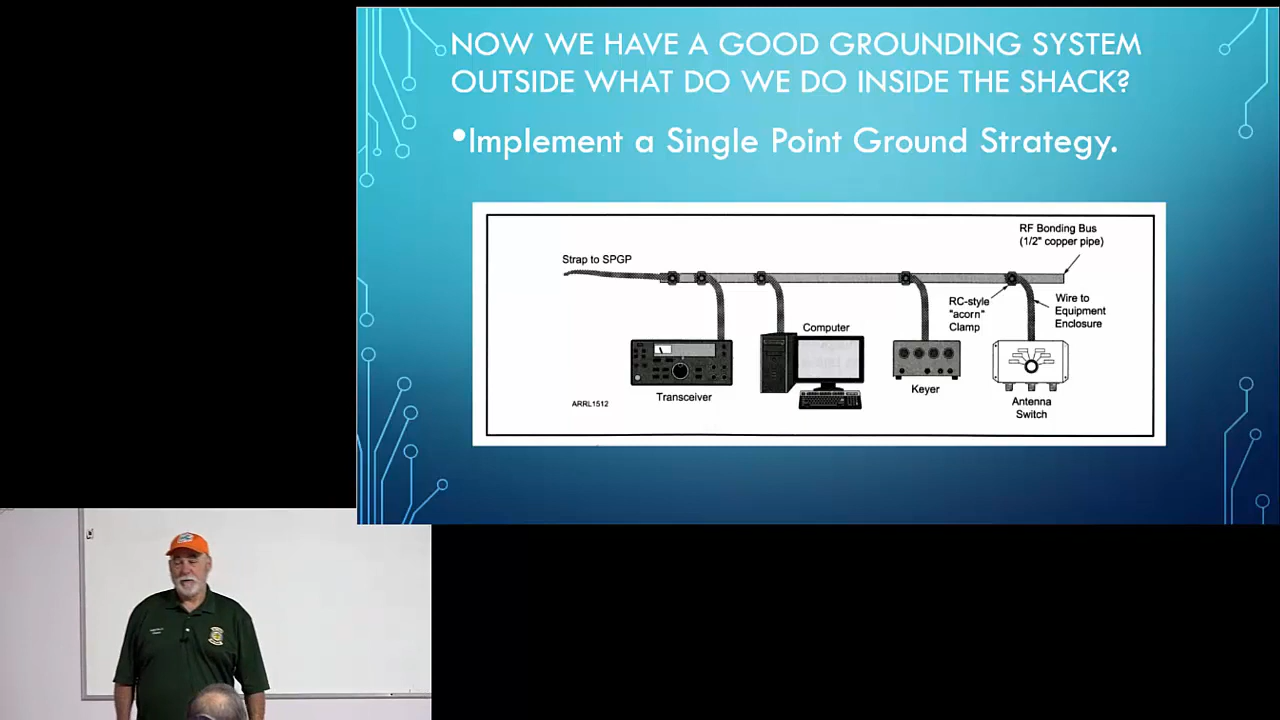 NOW WE HAVE A GOOD GROUNDING SYSTEM
OUTSIDE WHAT DO WE DO INSIDE THE SHACK?
•Implement a Single Point Ground Strategy.
RF Bonding Bus
(1/2" copper pipe)
Strap to SPGP
RC-style
"acorn"
Clamp
Wire to
Equipment
Enclosure
Computer
Transceiver
Keyer
Antenna
Switch
ARRL1512